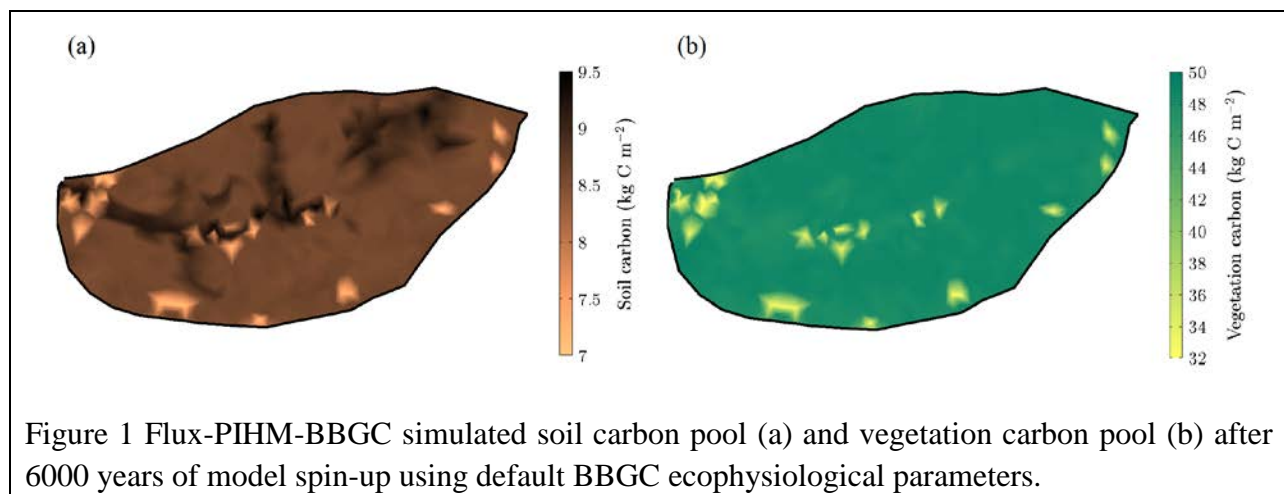 (a)
9.5
9
8.5
8
7.5
7
Soil carbon (kg C m⁻²)
(b)
50
48
46
44
42
40
38
36
34
32
Vegetation carbon (kg C m⁻²)
Figure 1 Flux-PIHM-BBGC simulated soil carbon pool (a) and vegetation carbon pool (b) after
6000 years of model spin-up using default BBGC ecophysiological parameters.